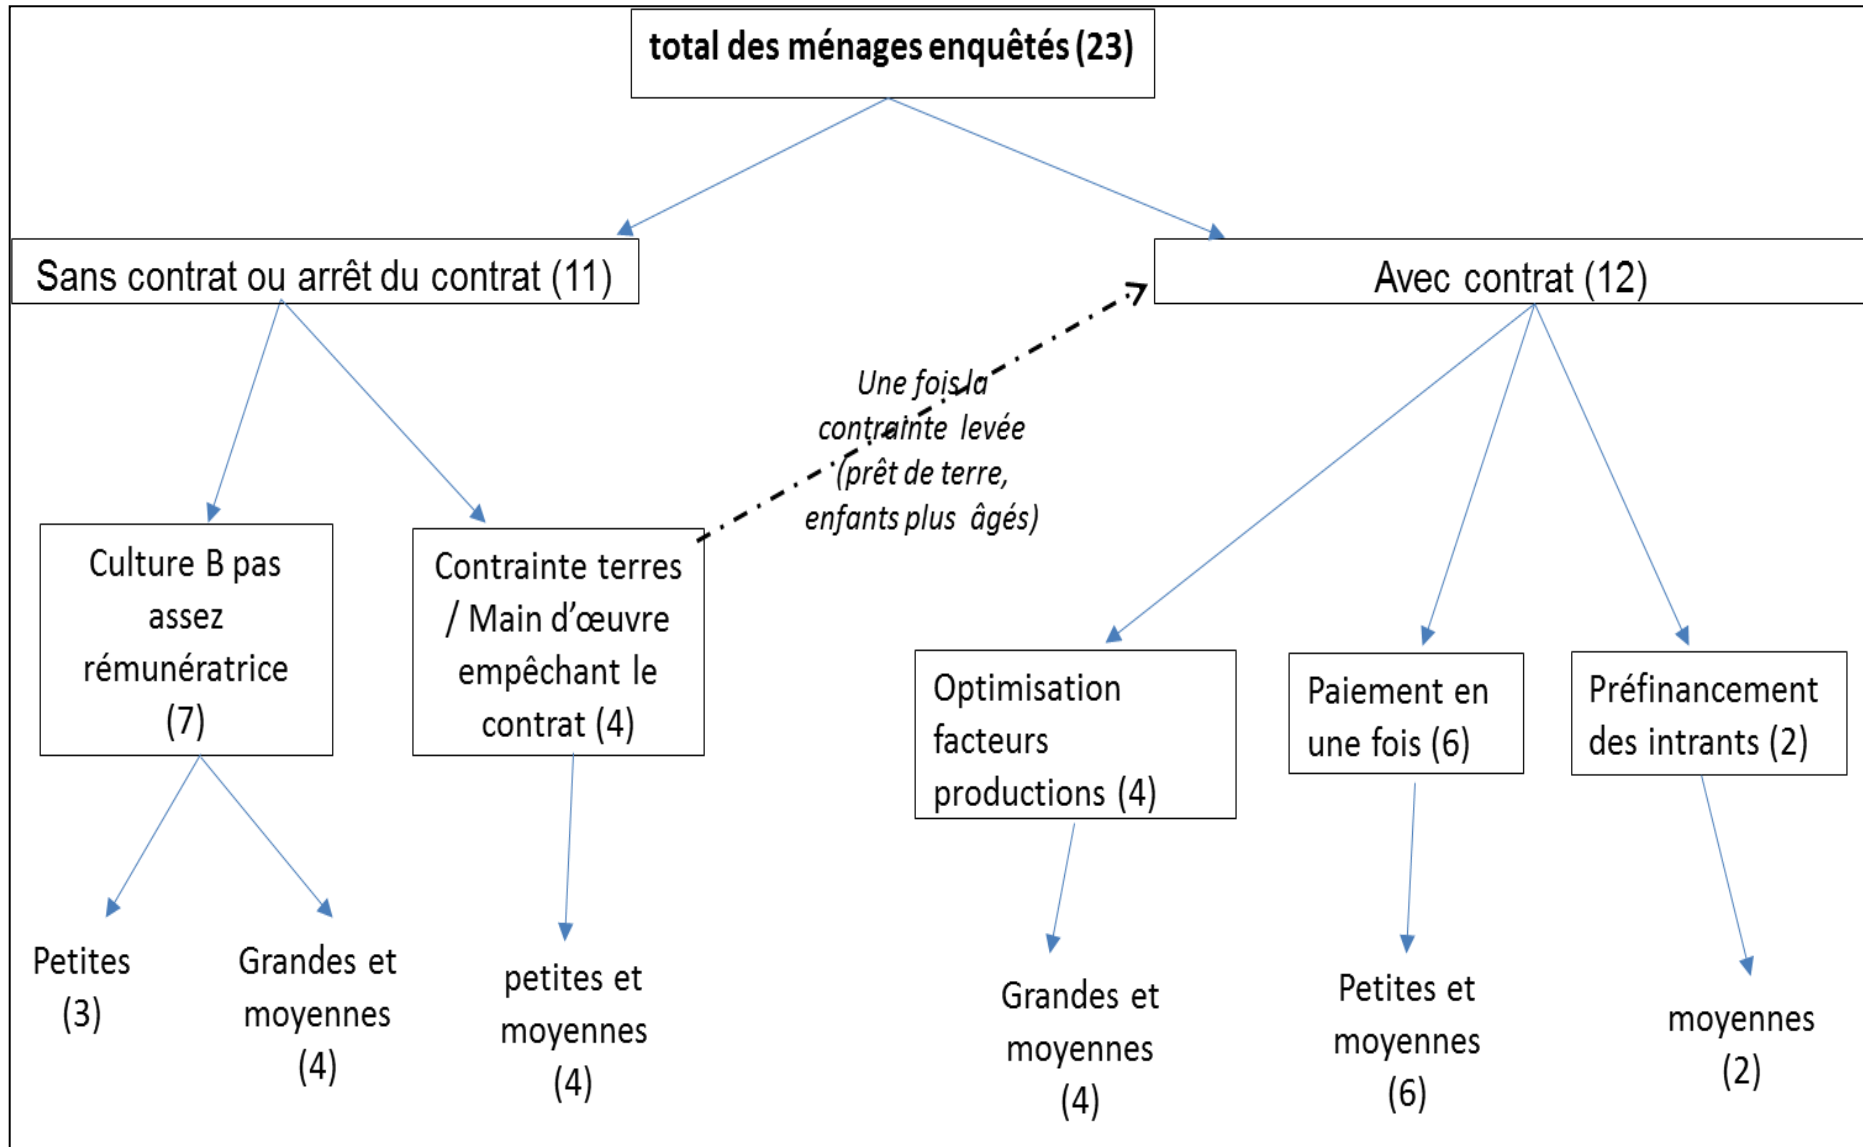 total des ménages enquêtés (23)
Sans contrat ou arrêt du contrat (11)
Avec contrat (12)
Une fois la
contrainte levée
(prêt de terre,
enfants plus âgés)
Culture B pas
assez
rémunératrice
(7)
Contrainte terres
/ Main d’œuvre
empêchant le
contrat (4)
Optimisation
facteurs
productions (4)
Paiement en
une fois (6)
Préfinancement
des intrants (2)
Petites
(3)
Grandes et
moyennes
(4)
petites et
moyennes
(4)
Grandes et
moyennes
(4)
Petites et
moyennes
(6)
moyennes
(2)